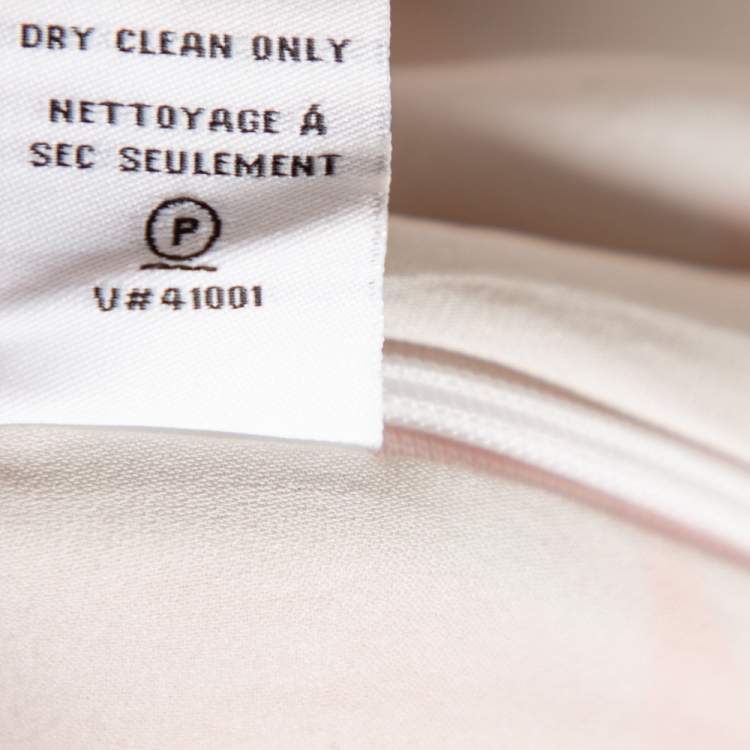 DRY CLEAN ONLY
NETTOYAGE Á
SEC SEULEMENT
P
V#41001